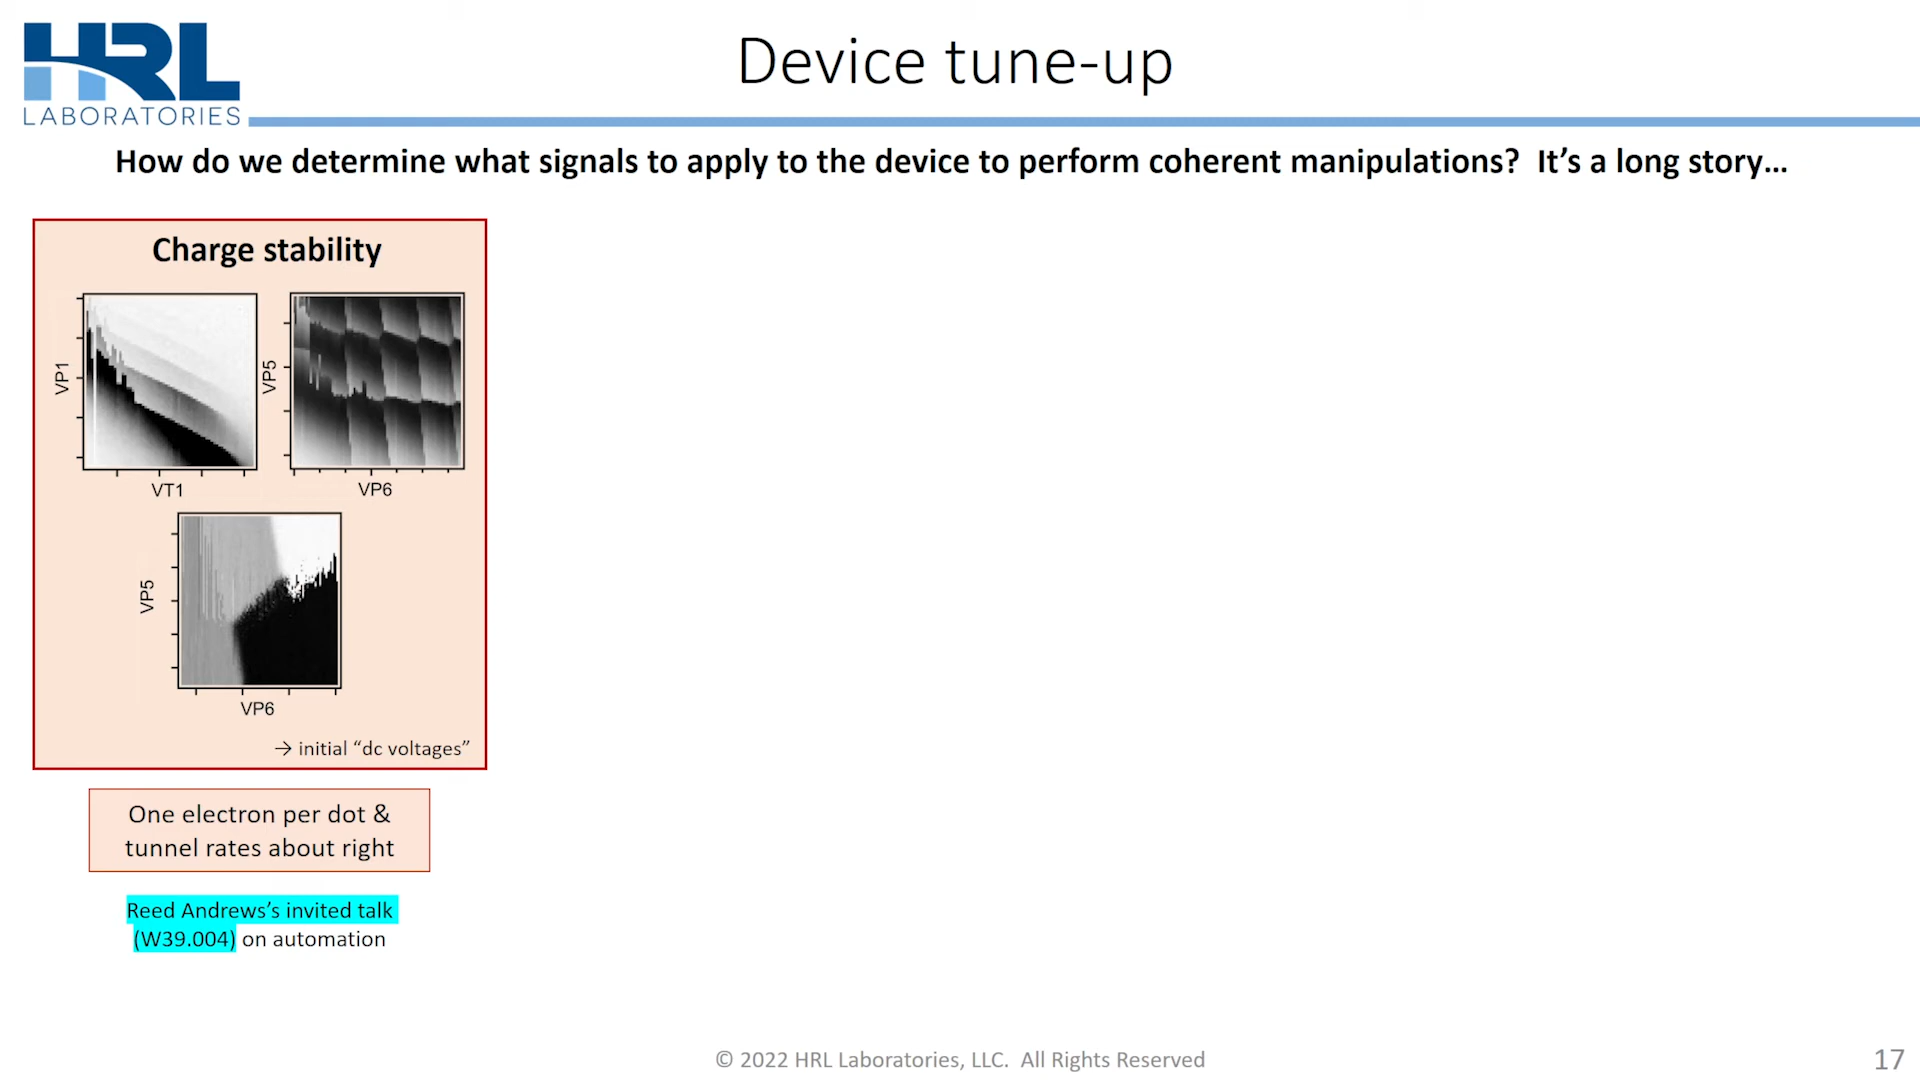 HRL
LABORATORIES
Device tune-up
How do we determine what signals to apply to the device to perform coherent manipulations?  It’s a long story…
Charge stability
VP1
VT1
VP5
VP6
VP5
VP6
→ initial “dc voltages”
One electron per dot &
tunnel rates about right
Reed Andrews’s invited talk
(W39.004) on automation
© 2022 HRL Laboratories, LLC.  All Rights Reserved
17